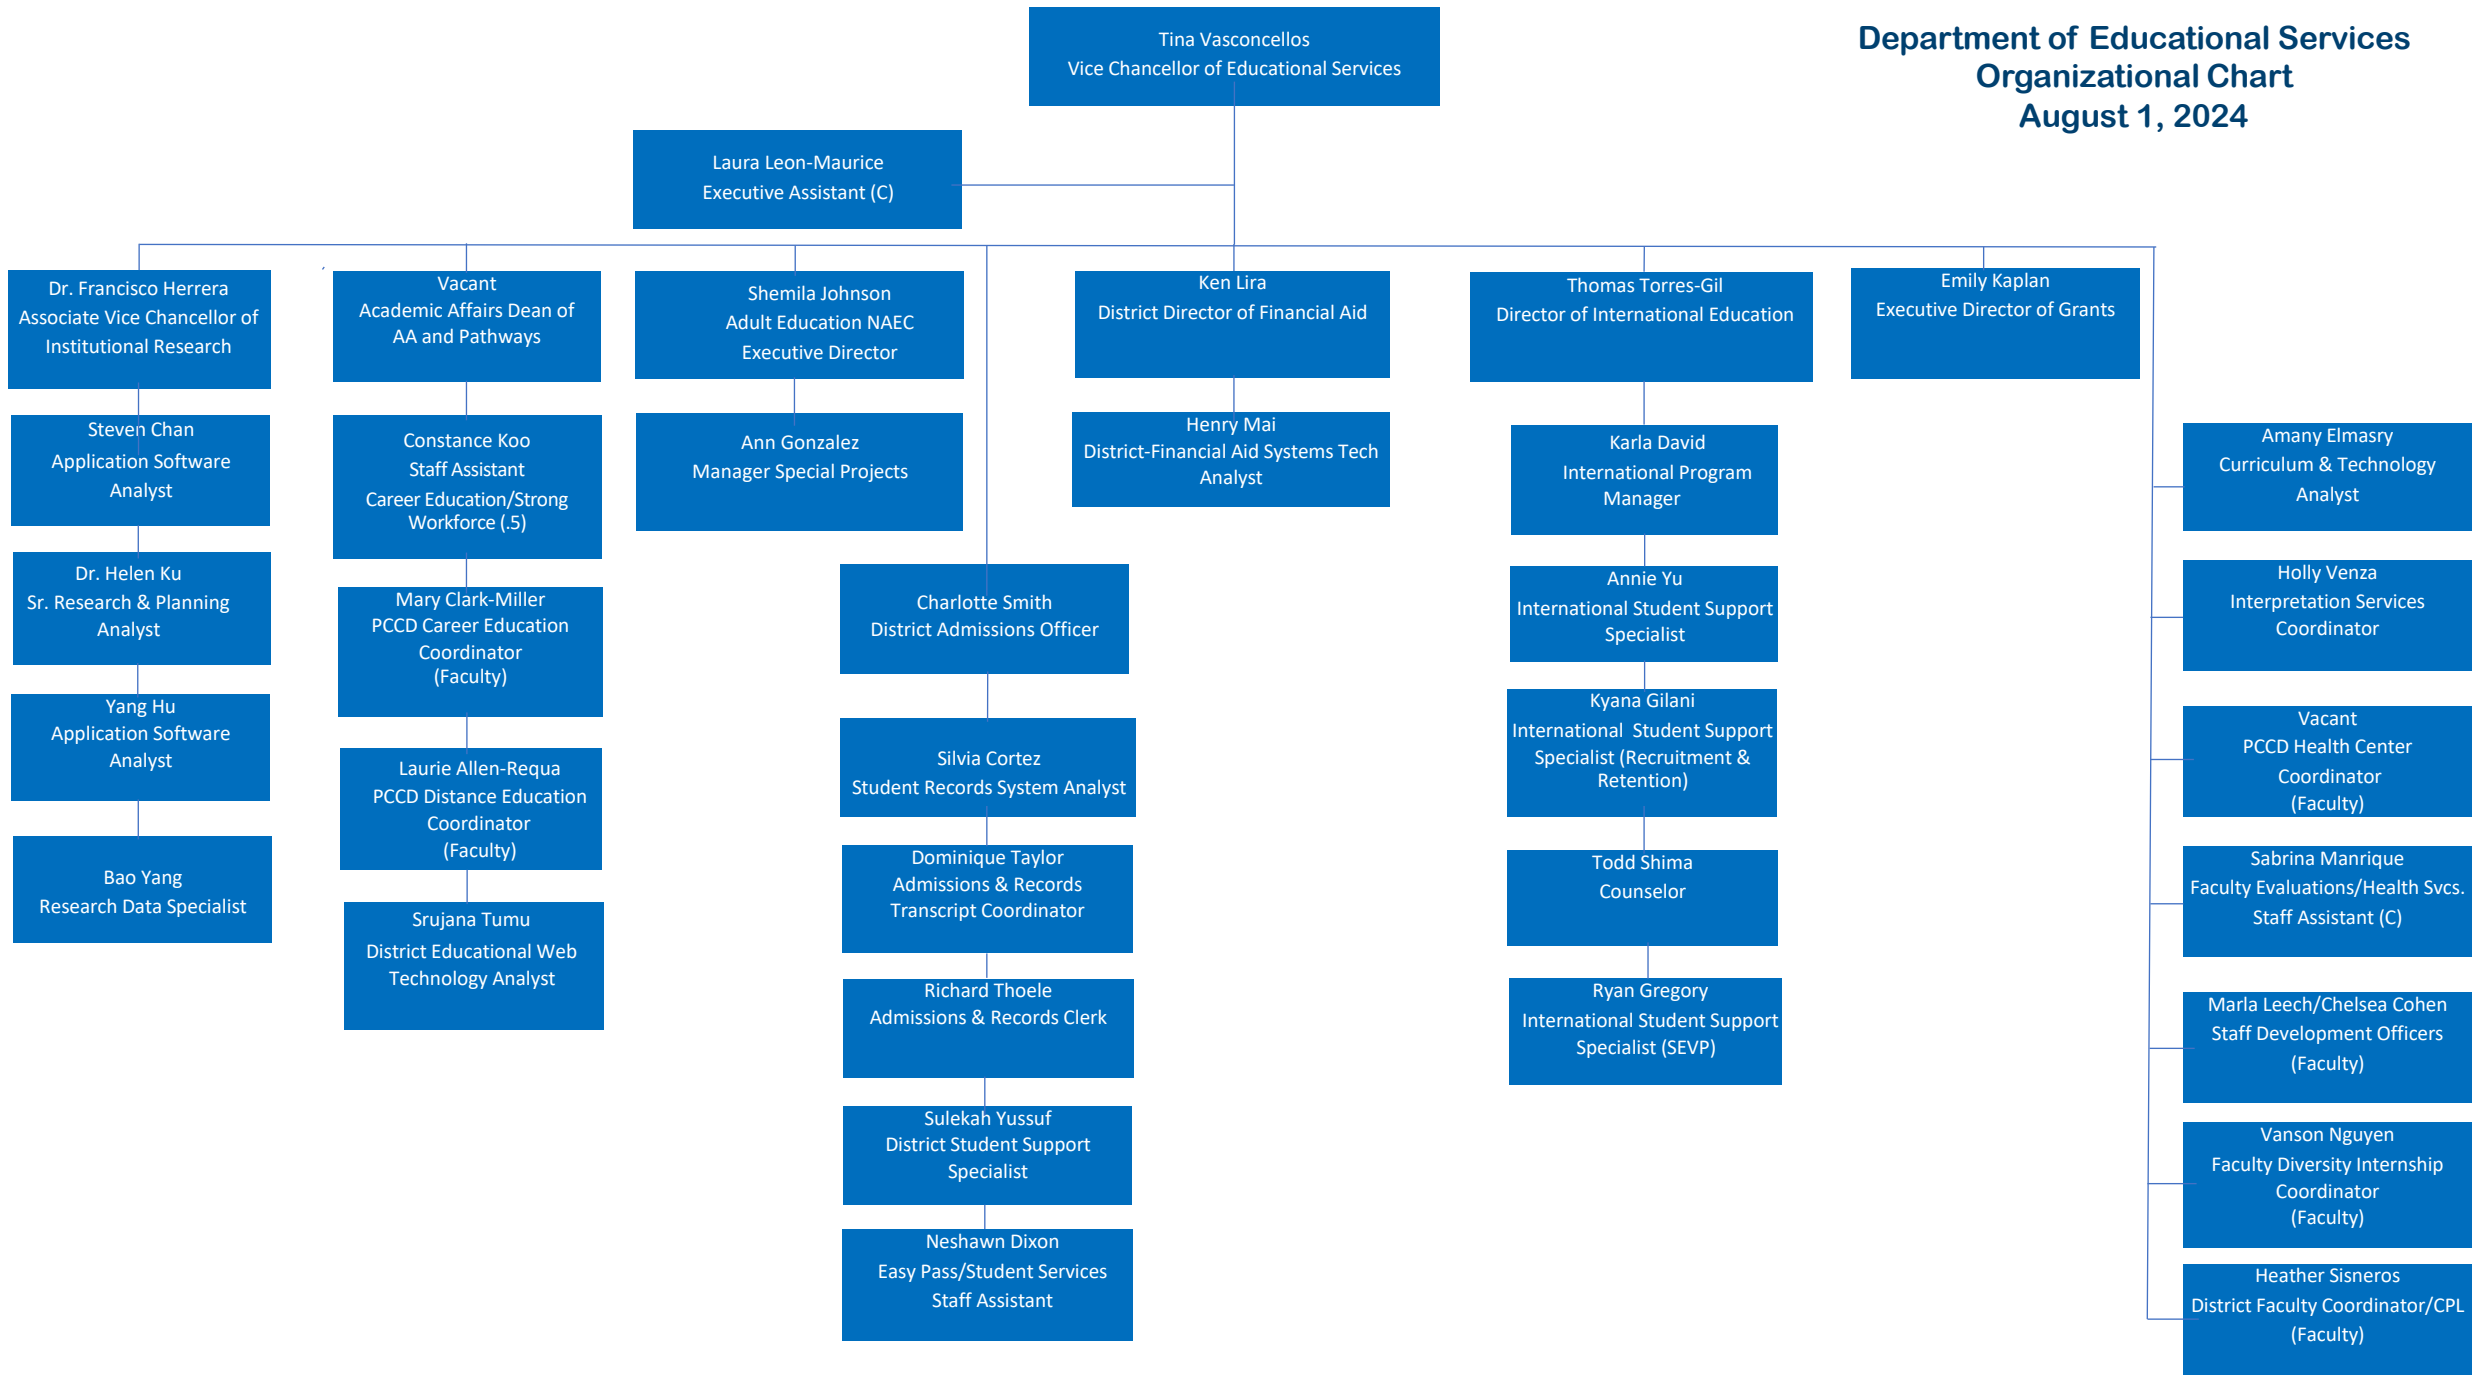 Department of Educational Services
Organizational Chart
August 1, 2024
Tina Vasconcellos
Vice Chancellor of Educational Services
Laura Leon-Maurice
Executive Assistant (C)
Dr. Francisco Herrera
Associate Vice Chancellor of
Institutional Research
Steven Chan
Application Software
Analyst
Dr. Helen Ku
Sr. Research & Planning
Analyst
Yang Hu
Application Software
Analyst
Bao Yang
Research Data Specialist
Vacant
Academic Affairs Dean of
AA and Pathways
Constance Koo
Staff Assistant
Career Education/Strong
Workforce (.5)
Mary Clark-Miller
PCCD Career Education
Coordinator
(Faculty)
Laurie Allen-Requa
PCCD Distance Education
Coordinator
(Faculty)
Srujana Tumu
District Educational Web
Technology Analyst
Shemila Johnson
Adult Education NAEC
Executive Director
Ann Gonzalez
Manager Special Projects
Charlotte Smith
District Admissions Officer
Silvia Cortez
Student Records System Analyst
Dominique Taylor
Admissions & Records
Transcript Coordinator
Richard Thoele
Admissions & Records Clerk
Sulekah Yussuf
District Student Support
Specialist
Neshawn Dixon
Easy Pass/Student Services
Staff Assistant
Ken Lira
District Director of Financial Aid
Henry Mai
District-Financial Aid Systems Tech
Analyst
Thomas Torres-Gil
Director of International Education
Karla David
International Program
Manager
Annie Yu
International Student Support
Specialist
Kyana Gilani
International Student Support
Specialist (Recruitment &
Retention)
Todd Shima
Counselor
Ryan Gregory
International Student Support
Specialist (SEVP)
Emily Kaplan
Executive Director of Grants
Amany Elmasry
Curriculum & Technology
Analyst
Holly Venza
Interpretation Services
Coordinator
Vacant
PCCD Health Center
Coordinator
(Faculty)
Sabrina Manrique
Faculty Evaluations/Health Svcs.
Staff Assistant (C)
Marla Leech/Chelsea Cohen
Staff Development Officers
(Faculty)
Vanson Nguyen
Faculty Diversity Internship
Coordinator
(Faculty)
Heather Sisneros
District Faculty Coordinator/CPL
(Faculty)